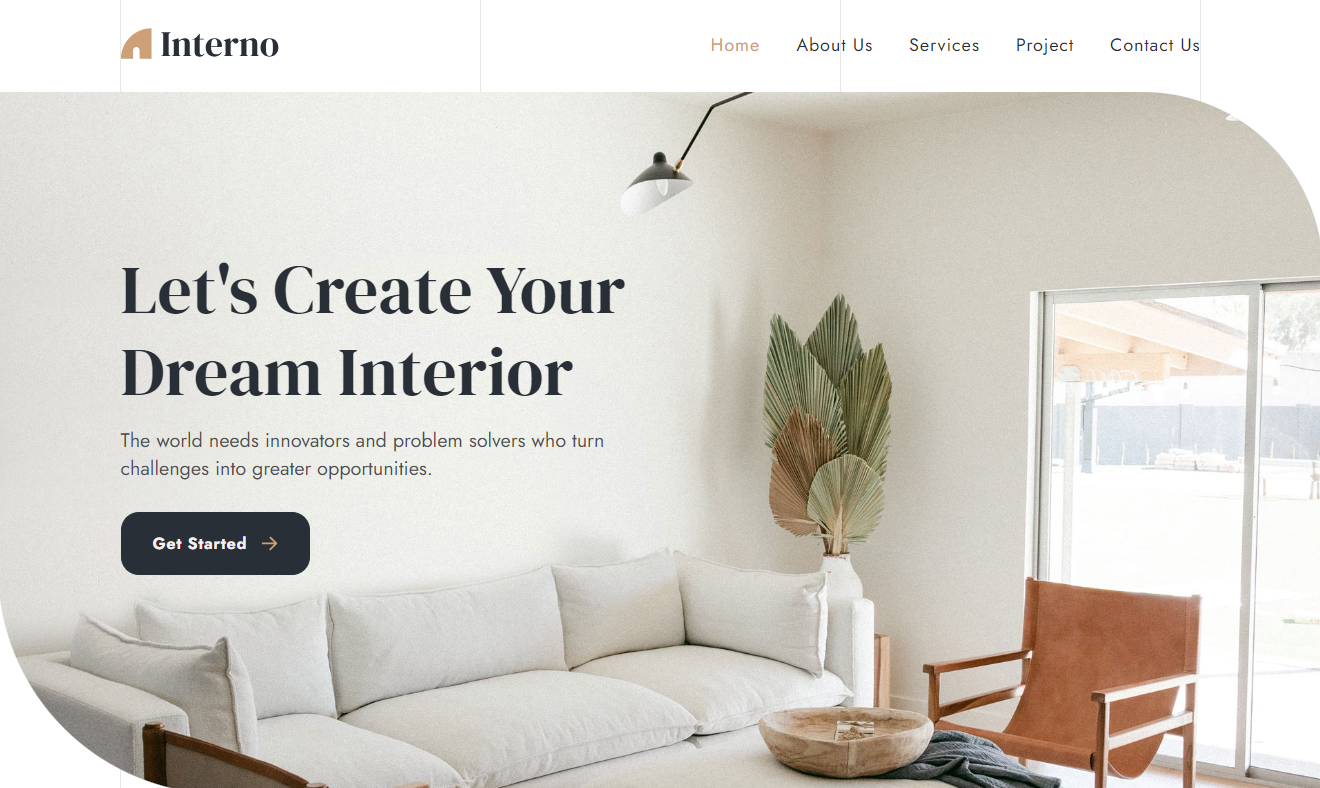 Interno
Home About Us Services Project Contact Us
Let's Create Your
Dream Interior
The world needs innovators and problem solvers who turn
challenges into greater opportunities.
Get Started →